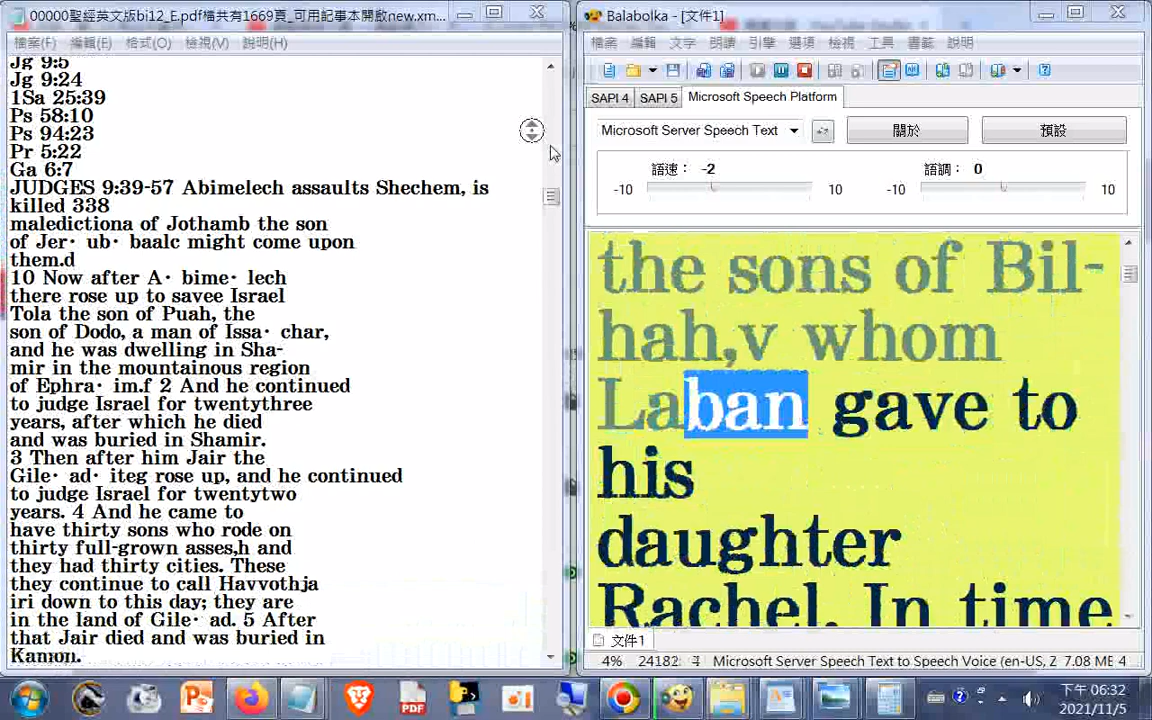 00000聖經英文版bi12_E.pdf檔共有1669頁_可用記事本開啟new.xm...
檔案(F) 編輯(E) 格式(O) 檢視(V) 說明(H)
Jg 9:5
Jg 9:24
1Sa 25:39
Ps 58:10
Ps 94:23
Pr 5:22
Ga 6:7
JUDGES 9:39-57 Abimelech assaults Shechem, is
killed 338
maledictiona of Jothamb the son
of Jer· ub· baalc might come upon
them.d
10 Now after A· bime· lech
there rose up to savee Israel
Tola the son of Puah, the
son of Dodo, a man of Issa· char,
and he was dwelling in Sha-
mir in the mountainous region
of Ephra· im.f 2 And he continued
to judge Israel for twentythree
years, after which he died
and was buried in Shamir.
3 Then after him Jair the
Gile· ad· iteg rose up, and he continued
to judge Israel for twentytwo
years. 4 And he came to
have thirty sons who rode on
thirty full-grown asses,h and
they had thirty cities. These
they continue to call Havvothja
iri down to this day; they are
in the land of Gile· ad. 5 After
that Jair died and was buried in
Kamon.
Balabolka - [文件1]
檔案 編輯 文字 朗讀 引擎 選項 檢視 工具 書籤 說明
SAPI 4 SAPI 5 Microsoft Speech Platform
Microsoft Server Speech Text 關於 預設
語速： -2 語調： 0
-10 10 -10 10
the sons of Bil-
hah,v whom
Laban gave to
his
daughter
Rachel. In time
文件1
4% 24182: 4 Microsoft Server Speech Text to Speech Voice (en-US, Z 7.08 ME 4
PDF
下午 06:32
2021/11/5